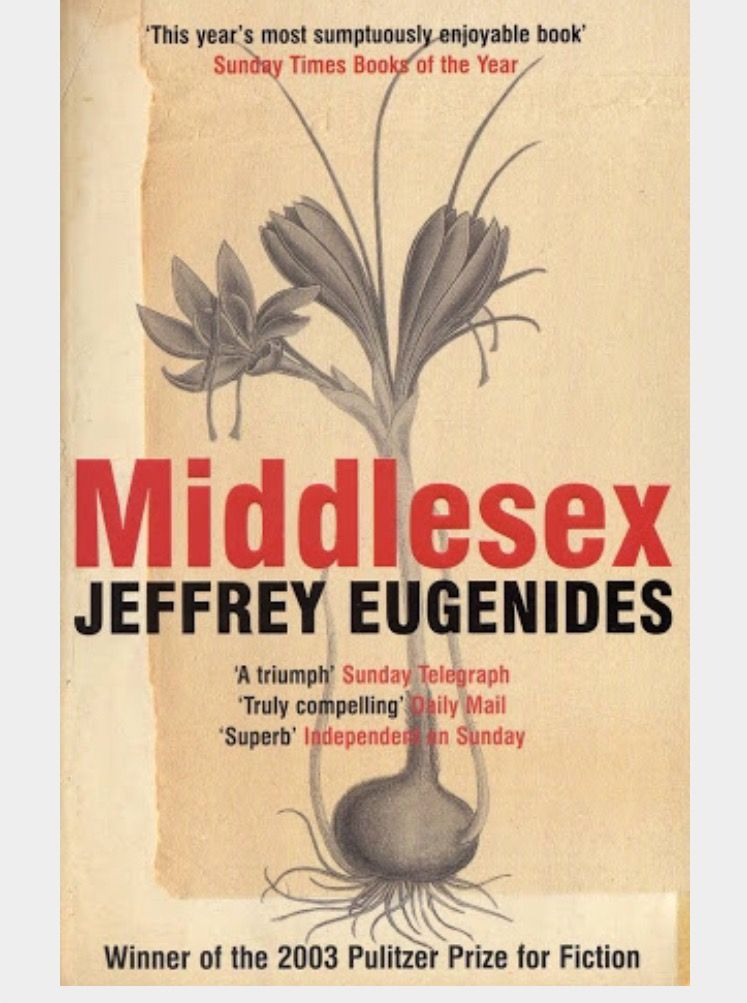 'This year's most sumptuously enjoyable book'
Sunday Times Books of the Year
Middlesex
JEFFREY EUGENIDES
'A triumph' Sunday Telegraph
'Truly compelling' Daily Mail
'Superb' Independent on Sunday
Winner of the 2003 Pulitzer Prize for Fiction